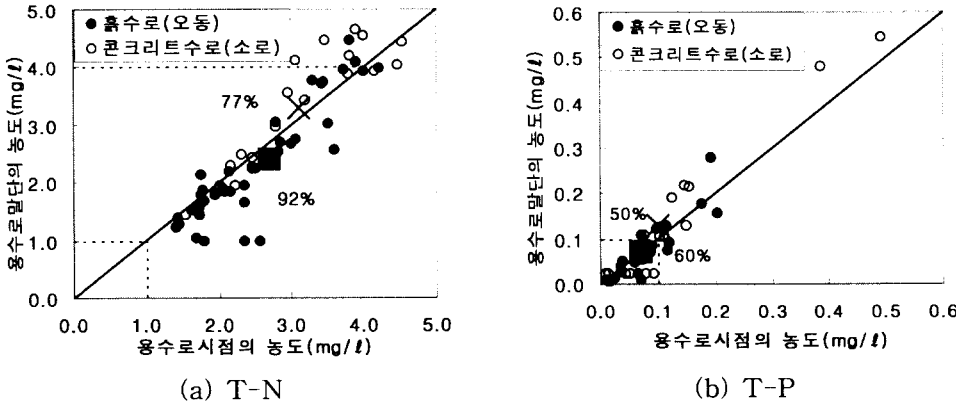 5.0
4.0
3.0
2.0
1.0
0.0
용수로말단의 농도(mg/ℓ)
● 흙수로(오동)
○ 콘크리트수로(소로)
77%
92%
0.0 1.0 2.0 3.0 4.0 5.0
용수로시점의 농도(mg/ℓ)
(a) T-N
0.6
0.5
0.4
0.3
0.2
0.1
0.0
용수로말단의 농도(mg/ℓ)
● 흙수로(오동)
○ 콘크리트수로(소로)
50%
60%
0.0 0.1 0.2 0.3 0.4 0.5 0.6
용수로시점의 농도(mg/ℓ)
(b) T-P